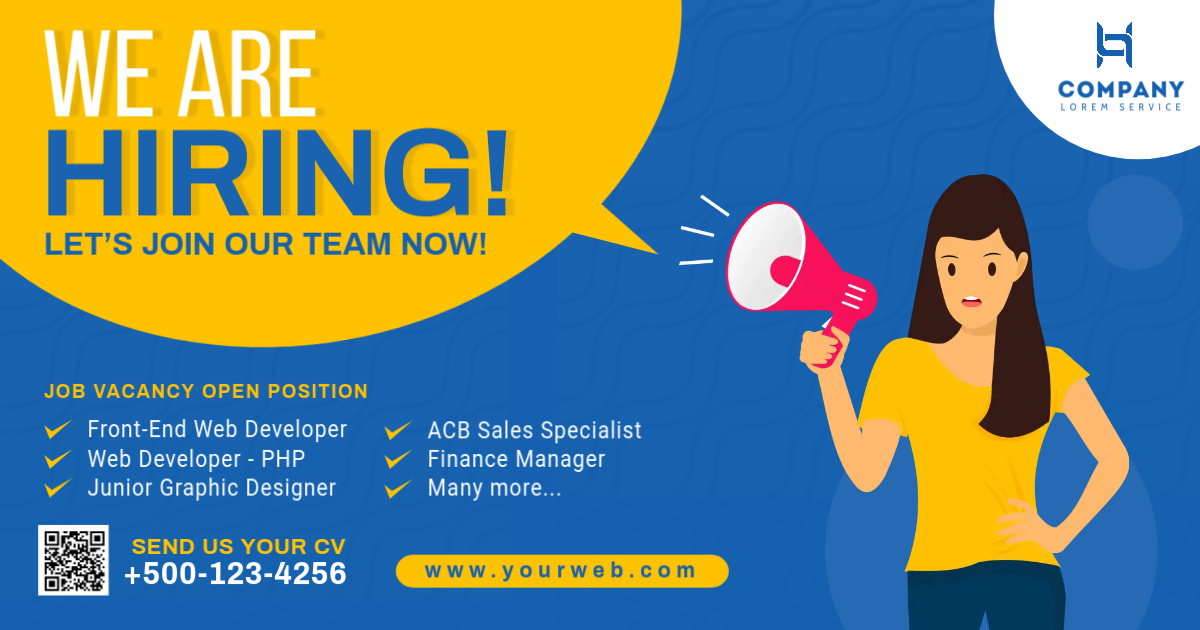 WE ARE
HIRING!
LET’S JOIN OUR TEAM NOW!
COMPANY
LOREM SERVICE
JOB VACANCY OPEN POSITION
Front-End Web Developer
Web Developer - PHP
Junior Graphic Designer
ACB Sales Specialist
Finance Manager
Many more...
SEND US YOUR CV
+500-123-4256
www.yourweb.com